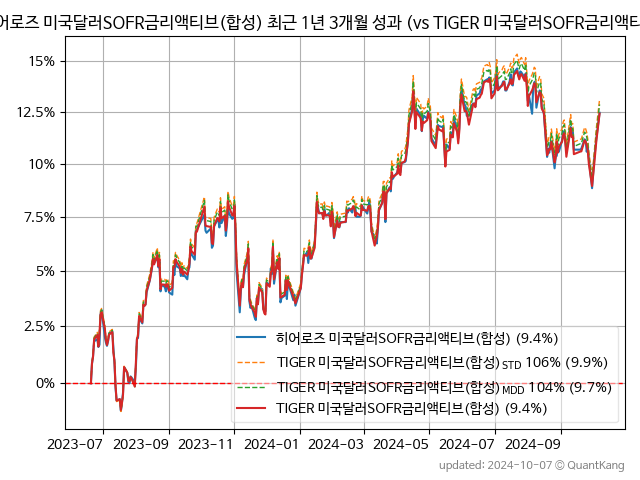 어로즈 미국달러SOFR금리액티브(합성) 최근 1년 3개월 성과 (vs TIGER 미국달러SOFR금리액티
15%
12.5%
10%
7.5%
5%
2.5%
0%
히어로즈 미국달러SOFR금리액티브(합성) (9.4%)
TIGER 미국달러SOFR금리액티브(합성)STD 106% (9.9%)
TIGER 미국달러SOFR금리액티브(합성)MDD 104% (9.7%)
TIGER 미국달러SOFR금리액티브(합성) (9.4%)
2023-07 2023-09 2023-11 2024-01 2024-03 2024-05 2024-07 2024-09
updated: 2024-10-07 © QuantKang